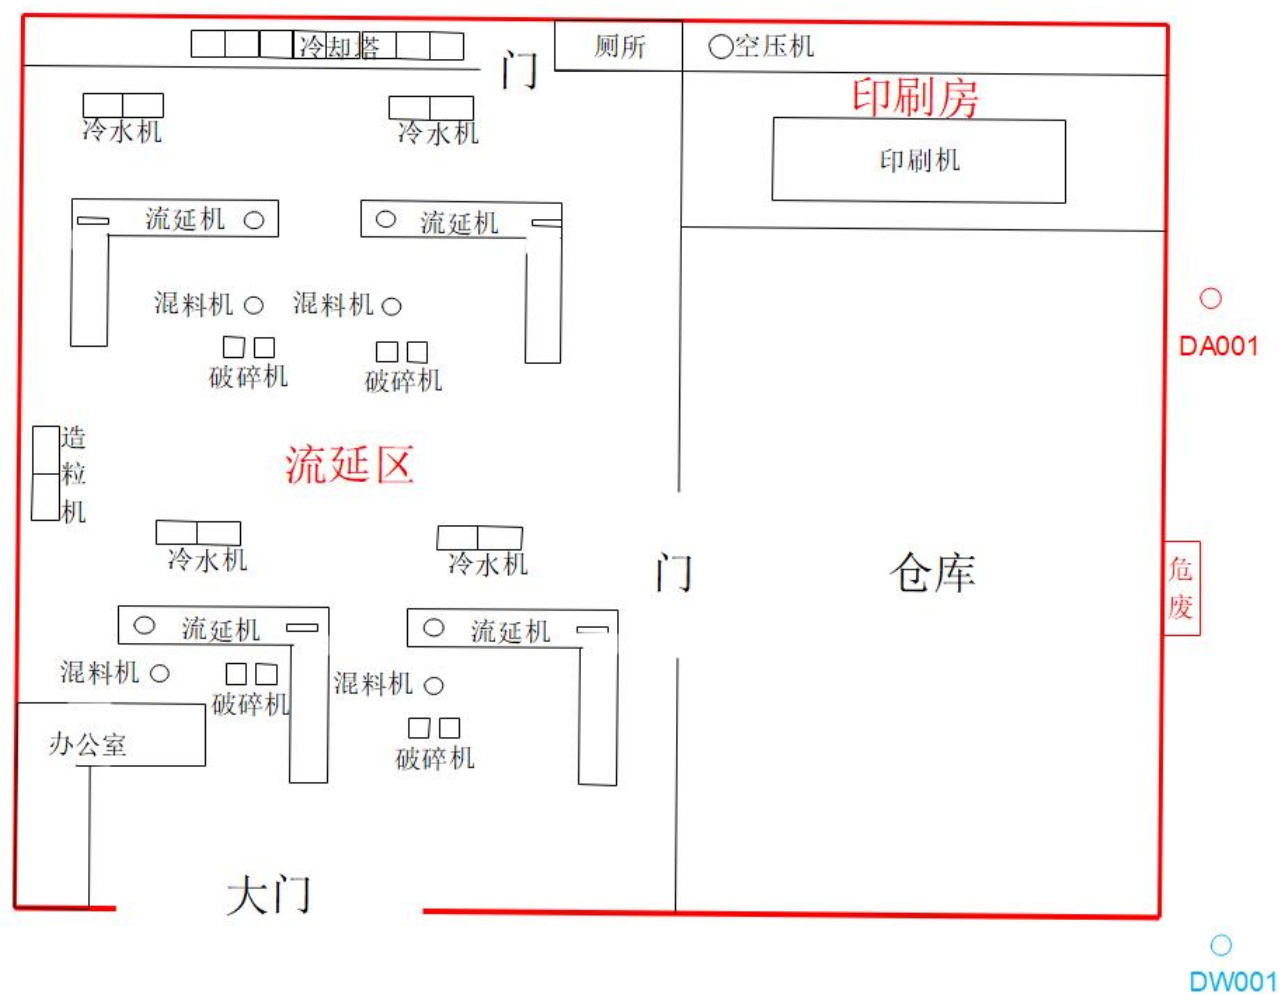 冷却塔
厕所
空压机
门
印刷房
冷水机
冷水机
印刷机
流延机
流延机
混料机
混料机
DA001
破碎机
破碎机
造
粒
机
流延区
冷水机
冷水机
门
仓库
危
废
流延机
流延机
混料机
混料机
破碎机
办公室
破碎机
大门
DW001